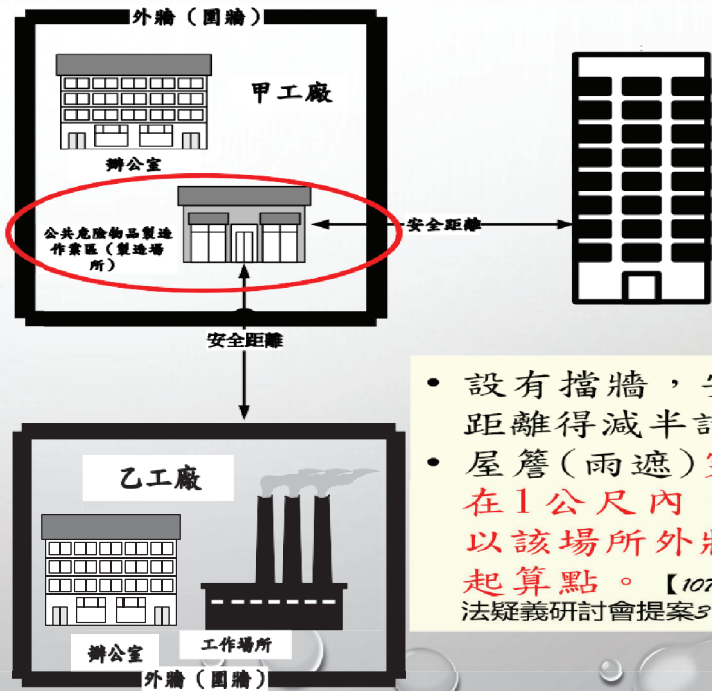 外牆（圍牆）
甲工廠
辦公室
公共危險物品製造
作業區（製造場
所）
安全距離
安全距離
• 設有擋牆，
距離得減半
• 屋簷(雨遮)
在1公尺內
以該場所外
起算點。【107
法疑義研討會提案3
乙工廠
辦公室
工作場所
外牆（圍牆）